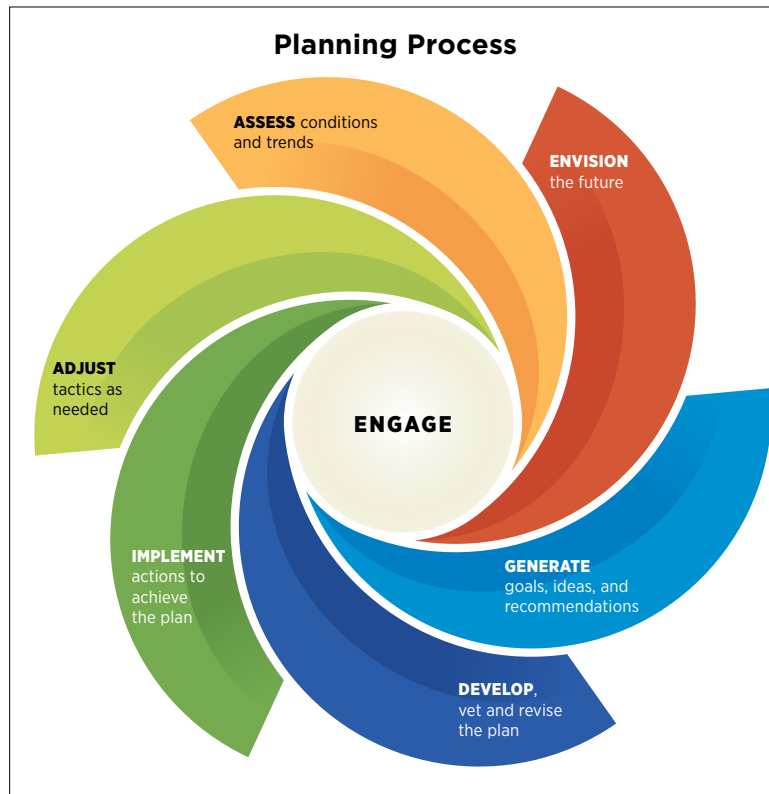 Planning Process
ASSESS conditions
and trends
ENVISION
the future
GENERATE
goals, ideas, and
recommendations
DEVELOP,
vet and revise
the plan
IMPLEMENT
actions to
achieve
the plan
ADJUST
tactics as
needed
ENGAGE